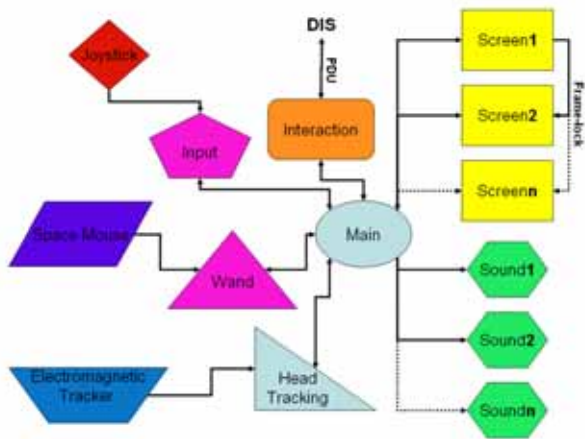 DIS
PDU
Joystick
Input
Interaction
Screen1
Screen2
Screenn
Frame-lock
Space Mouse
Wand
Main
Sound1
Sound2
Soundn
Electromagnetic
Tracker
Head
Tracking